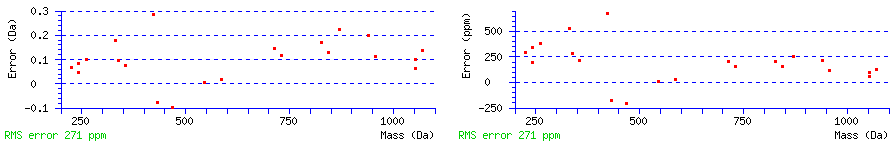 0.3
0.2
0.1
0
-0.1
Error (Da)
250 500 750 1000
RMS error 271 ppm Mass (Da)
500
250
0
-250
Error (ppm)
250 500 750 1000
RMS error 271 ppm Mass (Da)